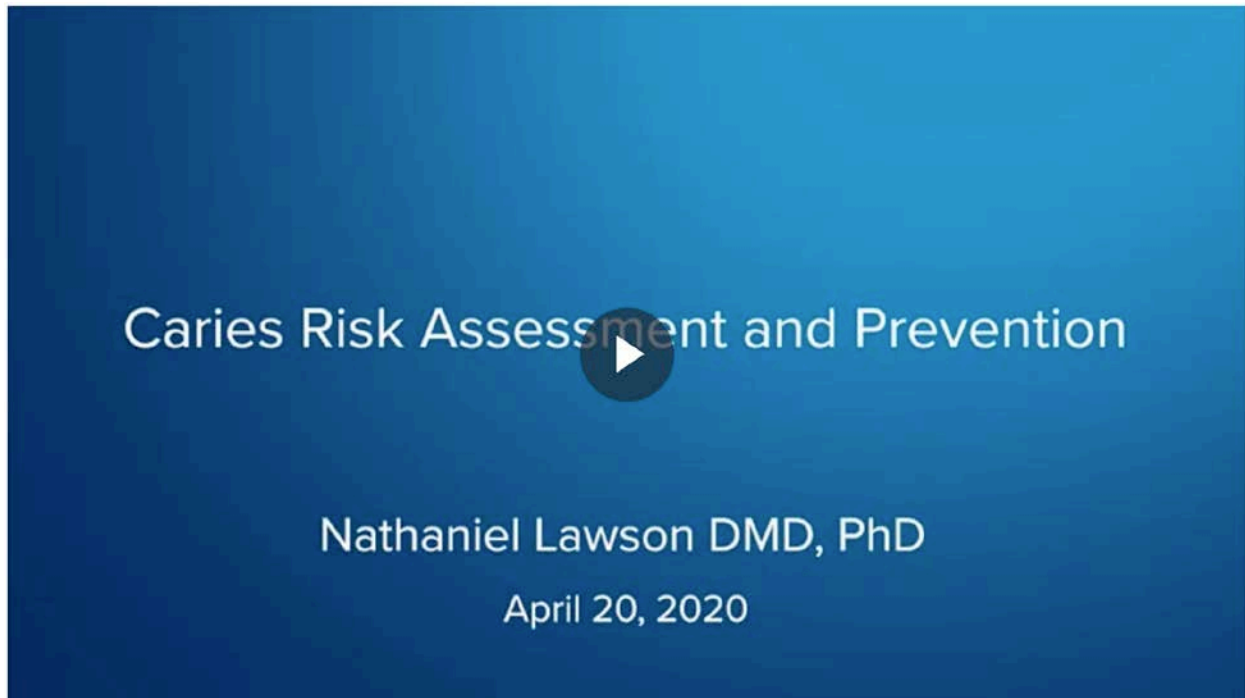 Caries Risk Assessment and Prevention
Nathaniel Lawson DMD, PhD
April 20, 2020